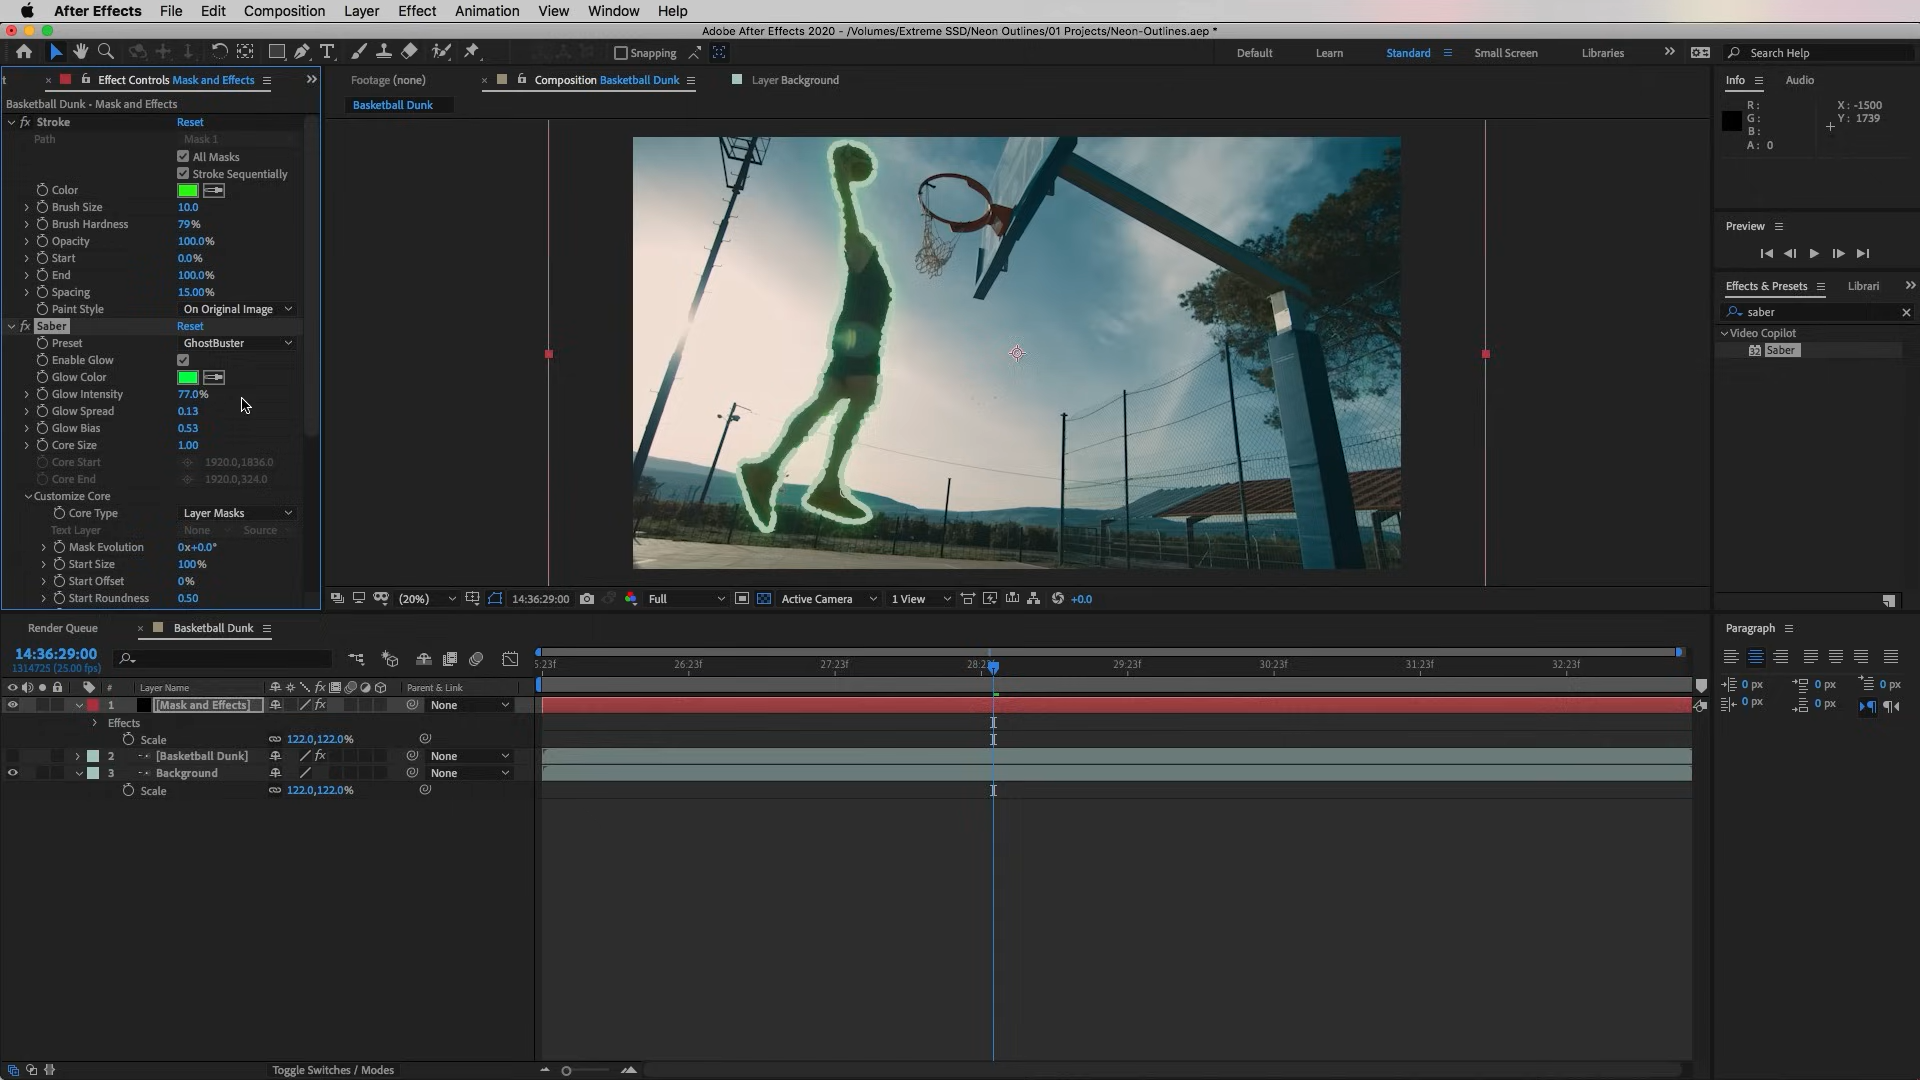 After Effects File Edit Composition Layer Effect Animation View Window Help
Adobe After Effects 2020 - /Volumes/Extreme SSD/Neon Outlines/01 Projects/Neon-Outlines.aep *
Snapping Default Learn Standard Small Screen Libraries Search Help
Effect Controls Mask and Effects
Footage (none) Composition Basketball Dunk Layer Background
Info Audio
Basketball Dunk • Mask and Effects
Basketball Dunk
R: X: -1500
G: Y: 1739
B:
A: 0
Stroke Reset
Path Mask 1
All Masks
Stroke Sequentially
Color
Brush Size 10.0
Brush Hardness 79%
Opacity 100.0%
Start 0.0%
End 100.0%
Spacing 15.00%
Paint Style On Original Image
Saber Reset
Preset GhostBuster
Enable Glow
Glow Color
Glow Intensity 77.0%
Glow Spread 0.13
Glow Bias 0.53
Core Size 1.00
Core Start 1920.0,1836.0
Core End 1920.0,324.0
Customize Core
Core Type Layer Masks
Text Layer None Source
Mask Evolution 0x+0.0°
Start Size 100%
Start Offset 0%
Start Roundness 0.50
Preview
Effects & Presets Librari
saber
Video Copilot
32 Saber
(20%) 14:36:29:00 Full Active Camera 1 View +0.0
Render Queue Basketball Dunk
14:36:29:00
1314725 (25.00 fps)
5:23f 26:23f 27:23f 28:2 29:23f 30:23f 31:23f 32:23f
# Layer Name fx Parent & Link
1 [Mask and Effects] fx None
Effects
Scale 122.0,122.0%
2 [Basketball Dunk] fx None
3 Background None
Scale 122.0,122.0%
Toggle Switches / Modes
Paragraph
0 px 0 px 0 px
0 px 0 px